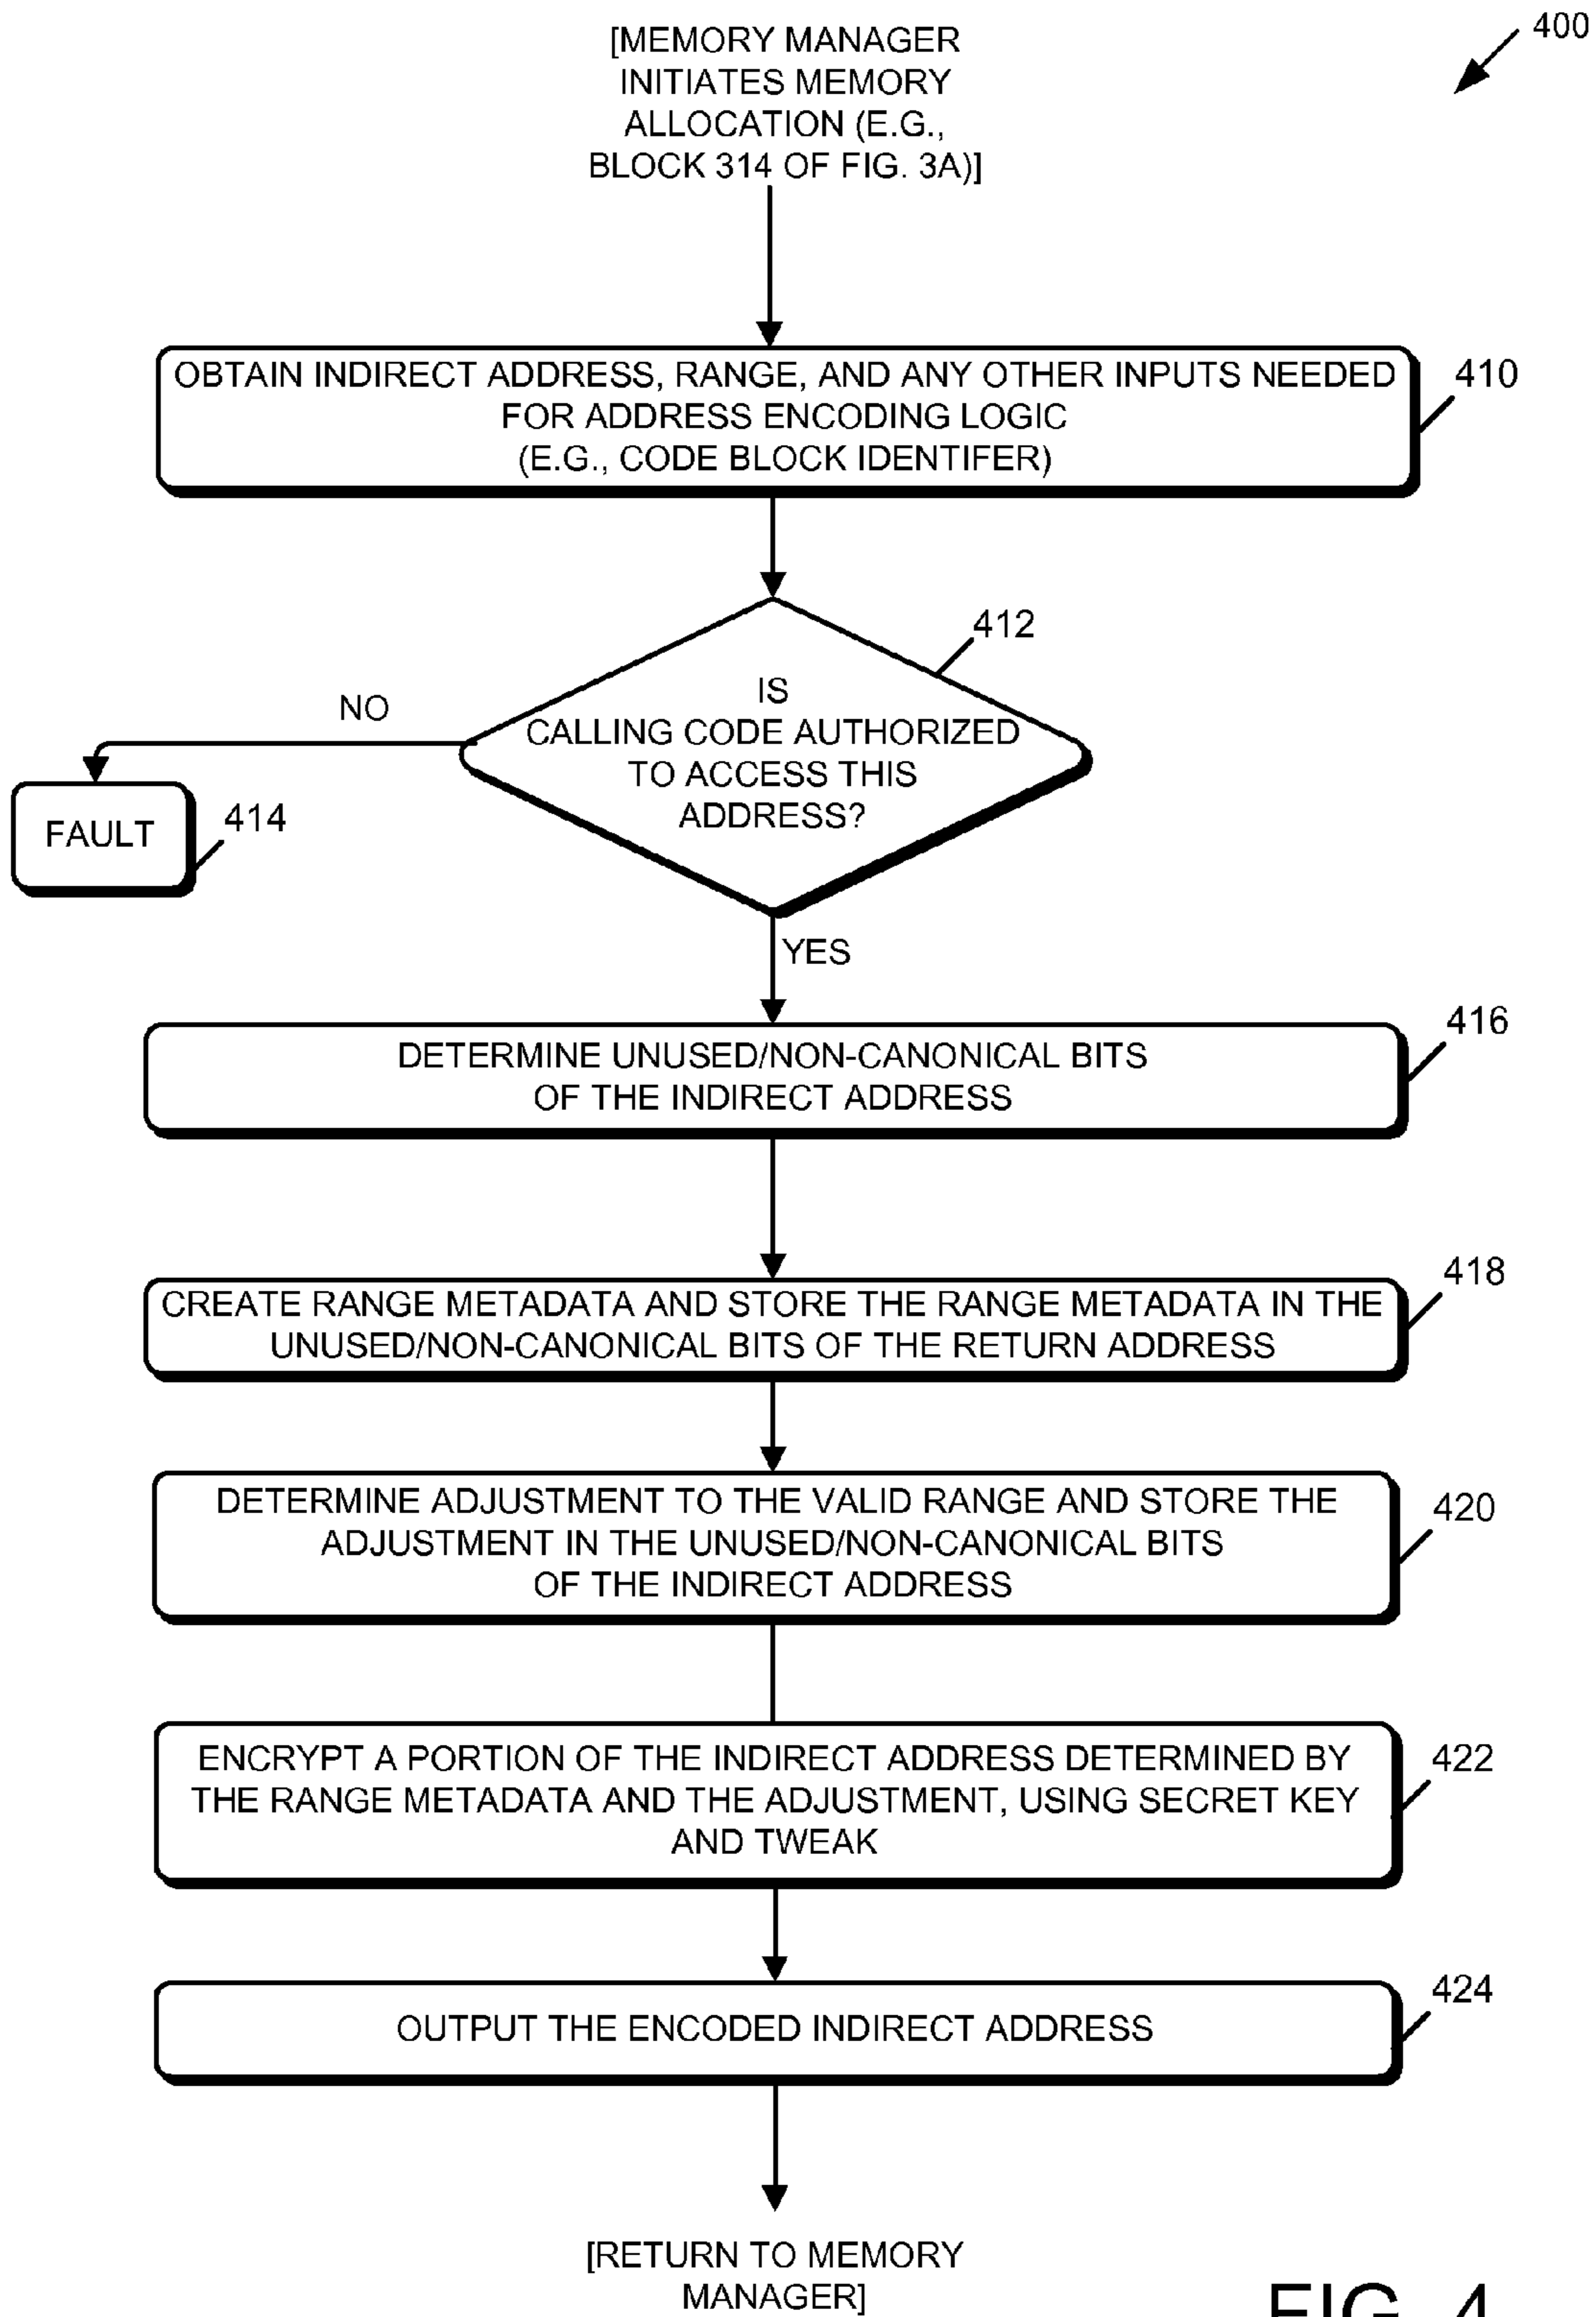 400
[MEMORY MANAGER
INITIATES MEMORY
ALLOCATION (E.G.,
BLOCK 314 OF FIG. 3A)]
OBTAIN INDIRECT ADDRESS, RANGE, AND ANY OTHER INPUTS NEEDED
FOR ADDRESS ENCODING LOGIC
(E.G., CODE BLOCK IDENTIFER)
410
412
IS
CALLING CODE AUTHORIZED
TO ACCESS THIS
ADDRESS?
NO
FAULT
414
YES
416
DETERMINE UNUSED/NON-CANONICAL BITS
OF THE INDIRECT ADDRESS
418
CREATE RANGE METADATA AND STORE THE RANGE METADATA IN THE
UNUSED/NON-CANONICAL BITS OF THE RETURN ADDRESS
DETERMINE ADJUSTMENT TO THE VALID RANGE AND STORE THE
ADJUSTMENT IN THE UNUSED/NON-CANONICAL BITS
OF THE INDIRECT ADDRESS
420
ENCRYPT A PORTION OF THE INDIRECT ADDRESS DETERMINED BY
THE RANGE METADATA AND THE ADJUSTMENT, USING SECRET KEY
AND TWEAK
422
424
OUTPUT THE ENCODED INDIRECT ADDRESS
[RETURN TO MEMORY
MANAGER]
FIG. 4